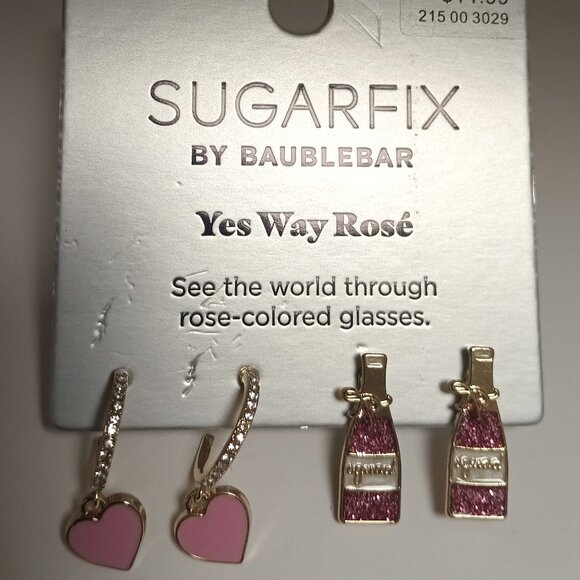 215 00 3029
SUGARFIX
BY BAUBLEBAR
Yes Way Rosé
See the world through
rose-colored glasses.